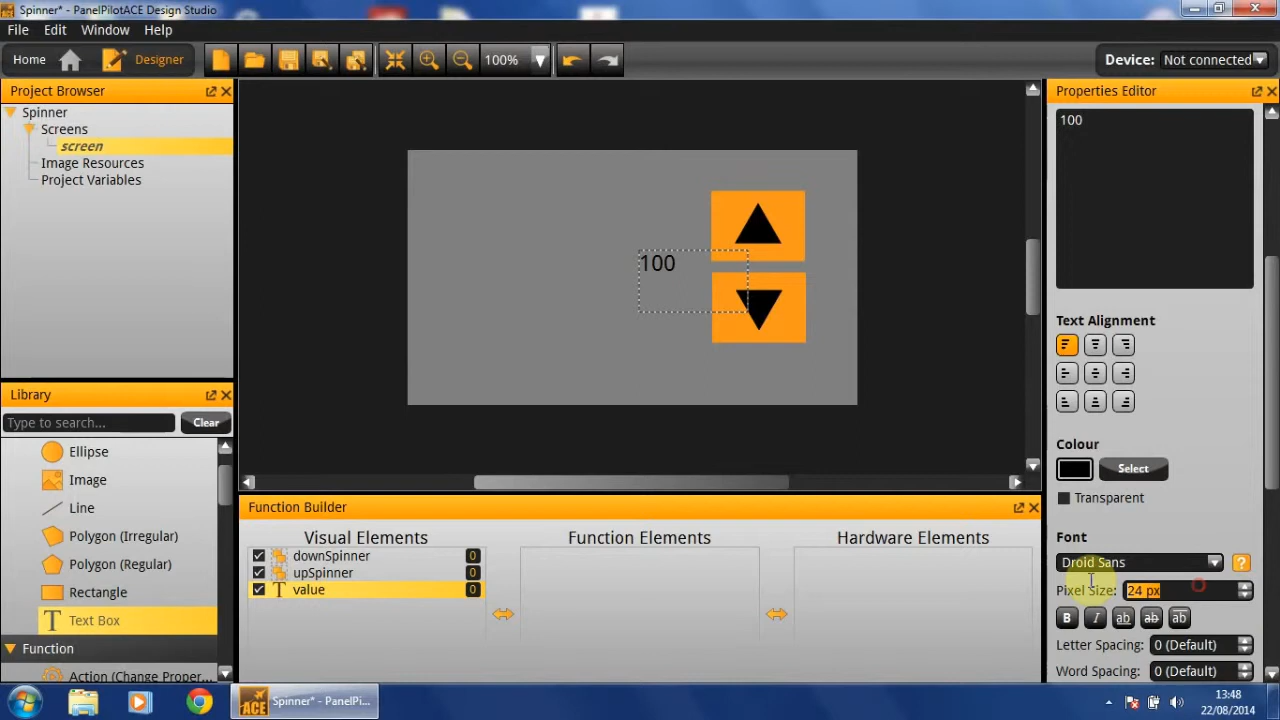 Spinner* - PanelPilotACE Design Studio
File Edit Window Help
Home Designer 100% Device: Not connected
Project Browser
Spinner
Screens
screen
Image Resources
Project Variables
Library
Type to search... Clear
Ellipse
Image
Line
Polygon (Irregular)
Polygon (Regular)
Rectangle
T Text Box
Function
Action (Change Proper...
100
Function Builder
Visual Elements Function Elements Hardware Elements
downSpinner 0
upSpinner 0
T value 0
Properties Editor
100
Text Alignment
Colour
Select
Transparent
Font
Droid Sans ?
Pixel Size: 24 px
B I ab ab ab
Letter Spacing: 0 (Default)
Word Spacing: 0 (Default)
ACE Spinner* - PanelPi...
13:48
22/08/2014